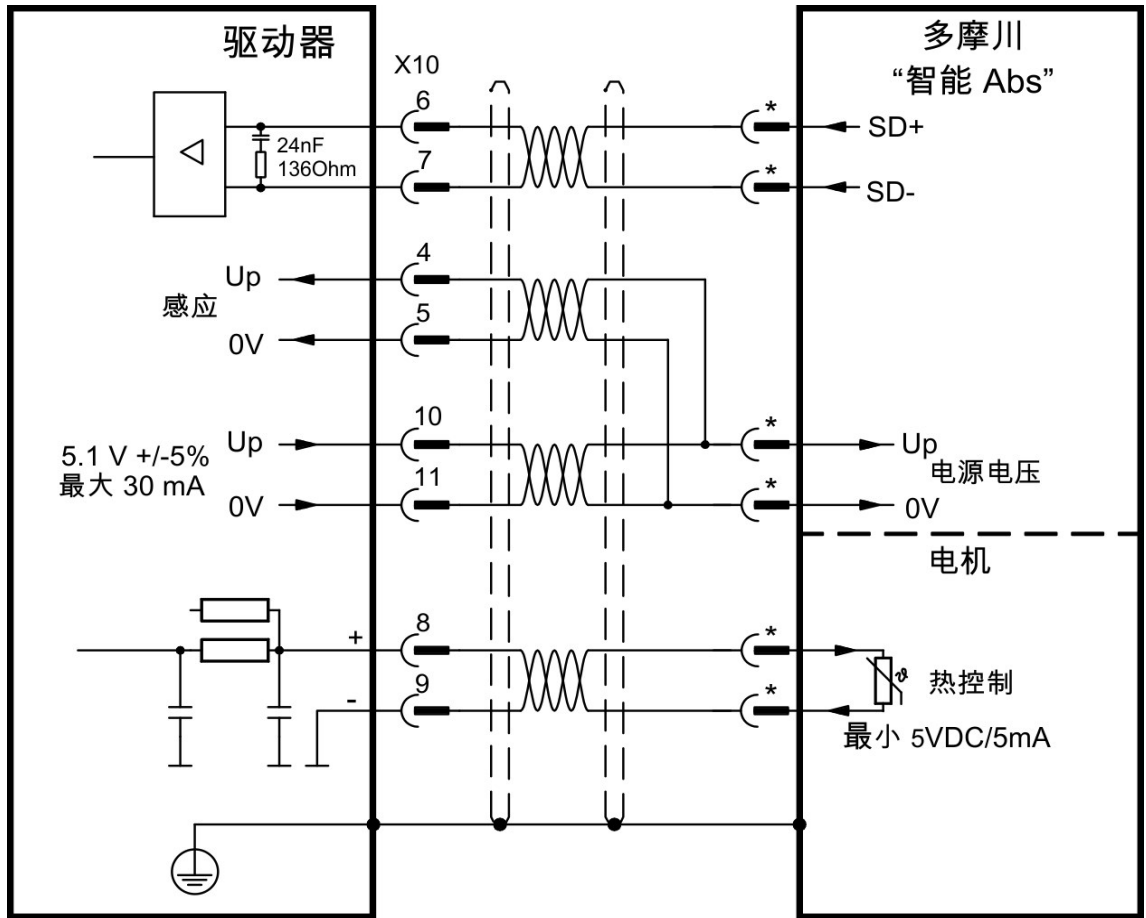 驱动器
X10
多摩川
“智能 Abs”
6
*
SD+
24nF
136Ohm
7
*
SD-
4
Up
感应
5
0V
10
*
5.1 V +/-5%
最大 30 mA
Up
Up
电源电压
11
*
0V
0V
电机
8
*
+
ϑ
热控制
9
*
-
最小 5VDC/5mA